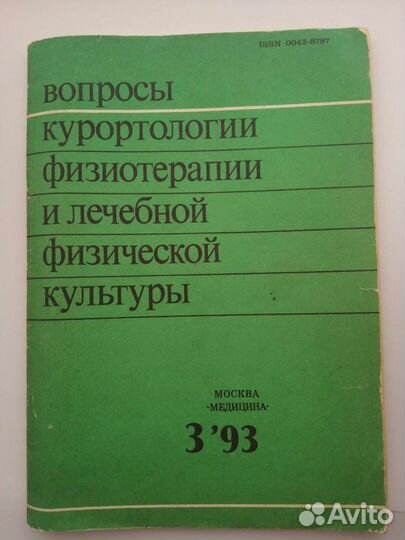 ISSN 0042-8787
вопросы
курортологии
физиотерапии
и лечебной
физической
культуры
МОСКВА
·МЕДИЦИНА·
3’93
Avito